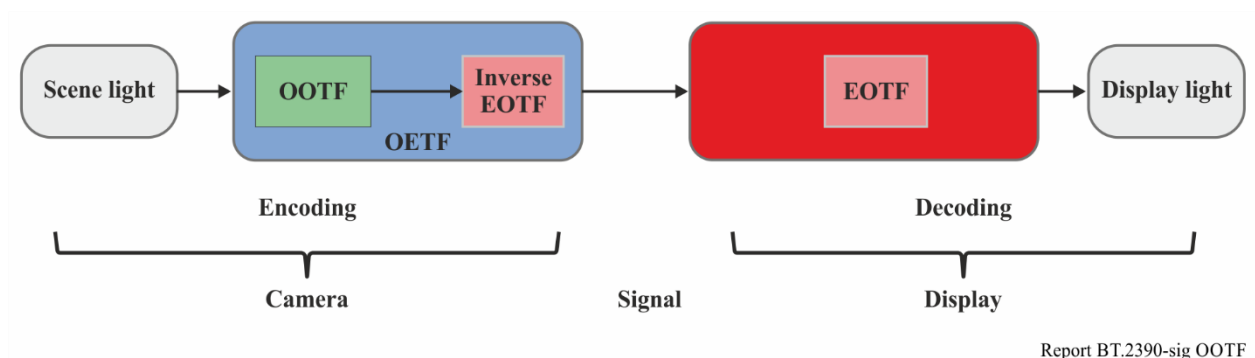 Scene light
OOTF
Inverse
EOTF
OETF
EOTF
Display light
Encoding
Decoding
Camera
Signal
Display
Report BT.2390-sig OOTF